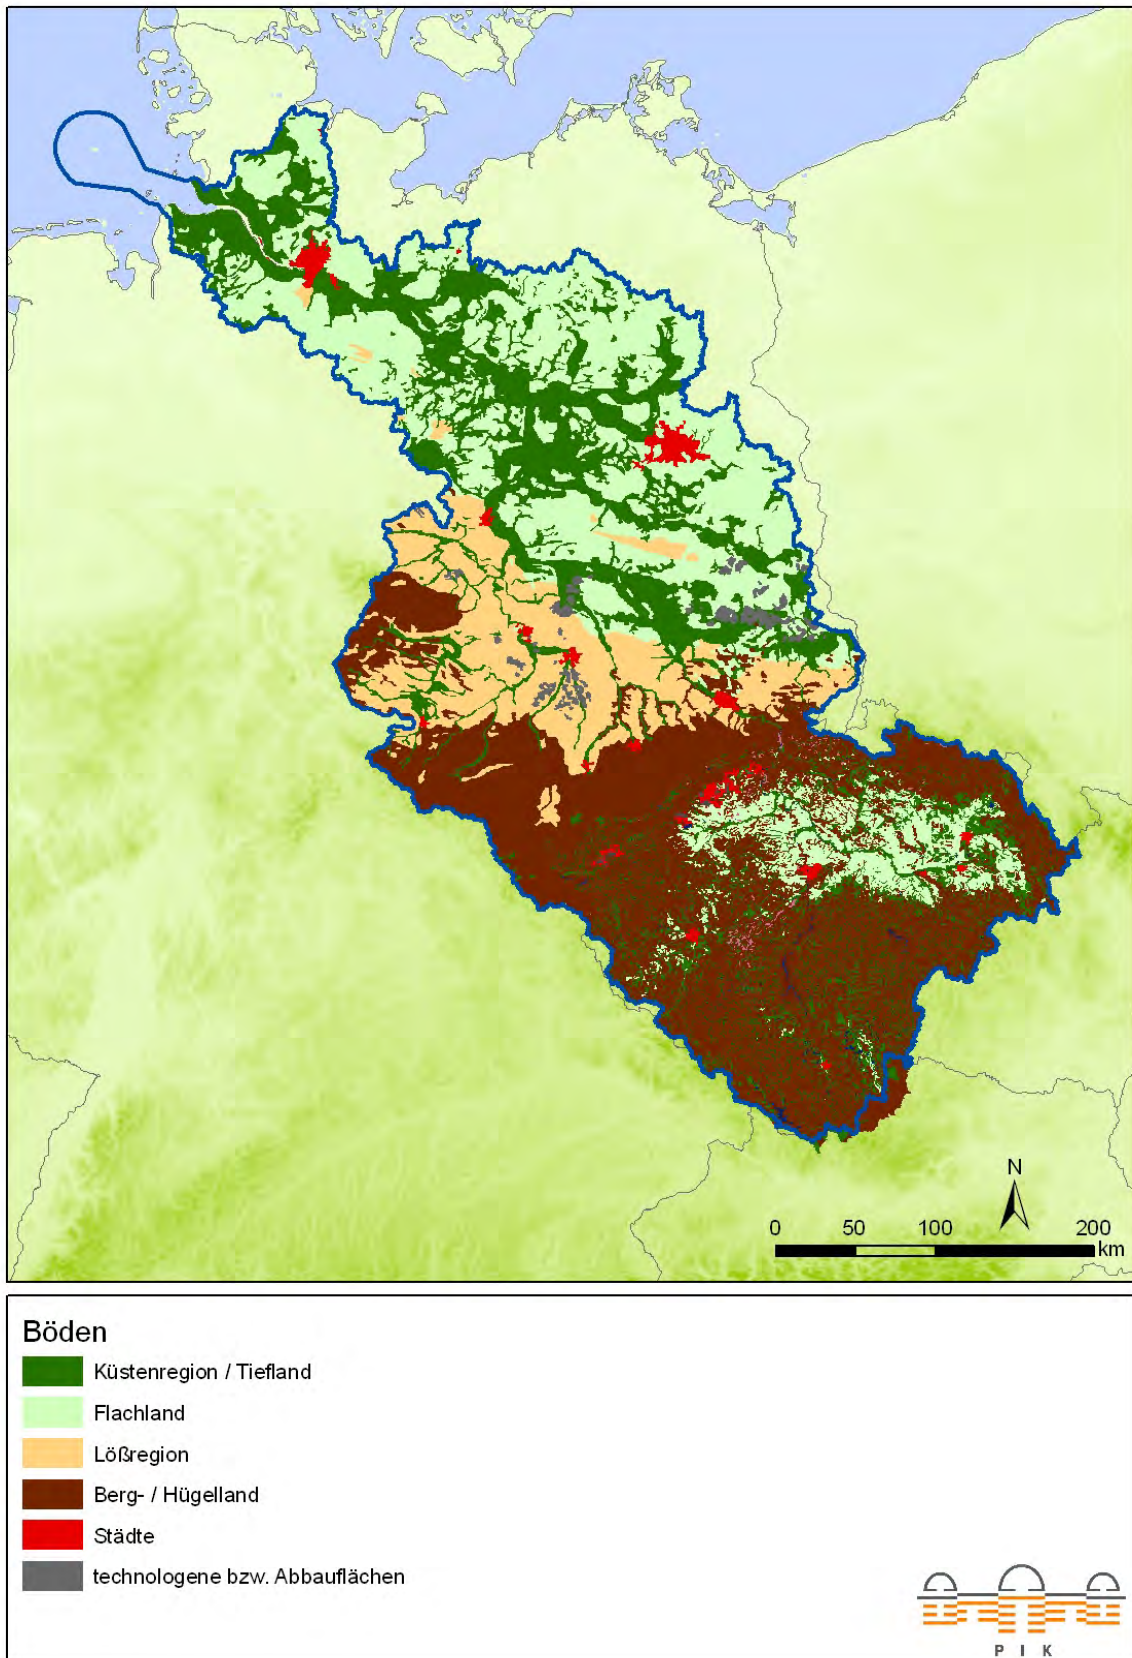 N
0 50 100 200
km
Böden
Küstenregion / Tiefland
Flachland
Lößregion
Berg- / Hügelland
Städte
technologene bzw. Abbauflächen
P I K